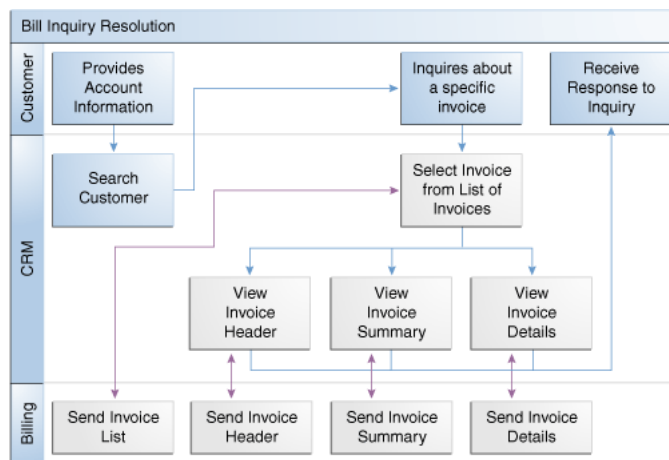 Bill Inquiry Resolution
Customer
Provides
Account
Information
Inquires about
a specific
invoice
Receive
Response to
Inquiry
CRM
Search
Customer
Select Invoice
from List of
Invoices
View
Invoice
Header
View
Invoice
Summary
View
Invoice
Details
Billing
Send Invoice
List
Send Invoice
Header
Send Invoice
Summary
Send Invoice
Details